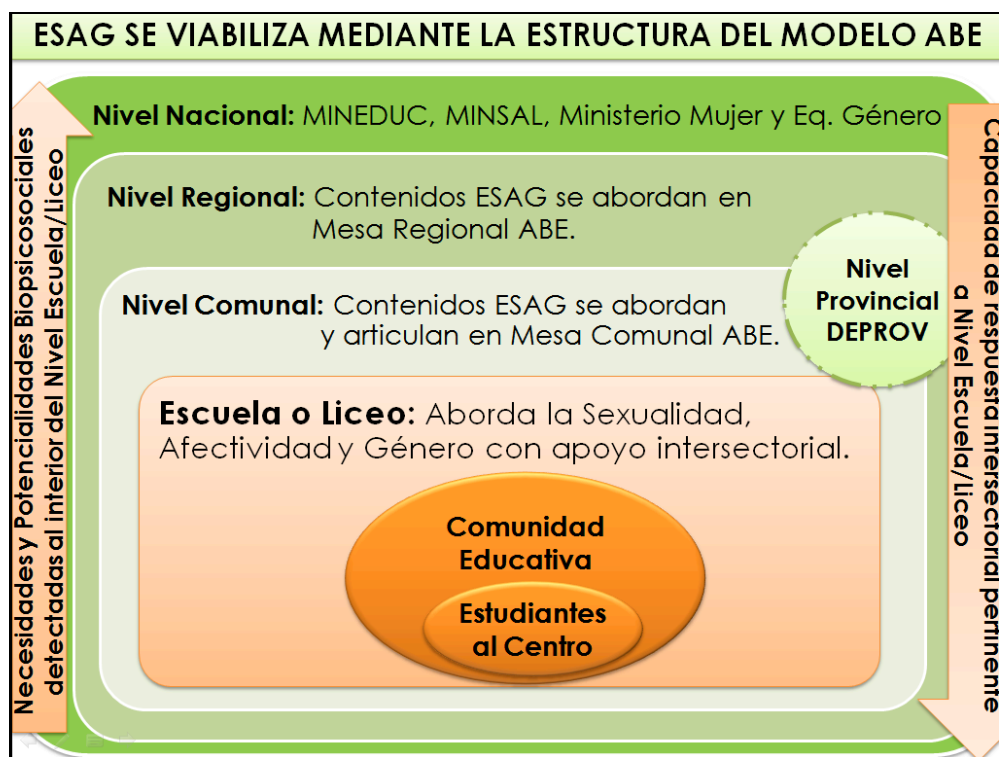 ESAG SE VIABILIZA MEDIANTE LA ESTRUCTURA DEL MODELO ABE
Necesidades y Potencialidades Biopsicosociales
detectadas al interior del Nivel Escuela/Liceo
Nivel Nacional: MINEDUC, MINSAL, Ministerio Mujer y Eq. Género
Nivel Regional: Contenidos ESAG se abordan en
Mesa Regional ABE.
Nivel Comunal: Contenidos ESAG se abordan
y articulan en Mesa Comunal ABE.
Nivel
Provincial
DEPROV
Escuela o Liceo: Aborda la Sexualidad,
Afectividad y Género con apoyo intersectorial.
Comunidad
Educativa
Estudiantes
al Centro
Capacidad de respuesta intersectorial pertinente
a Nivel Escuela/Liceo